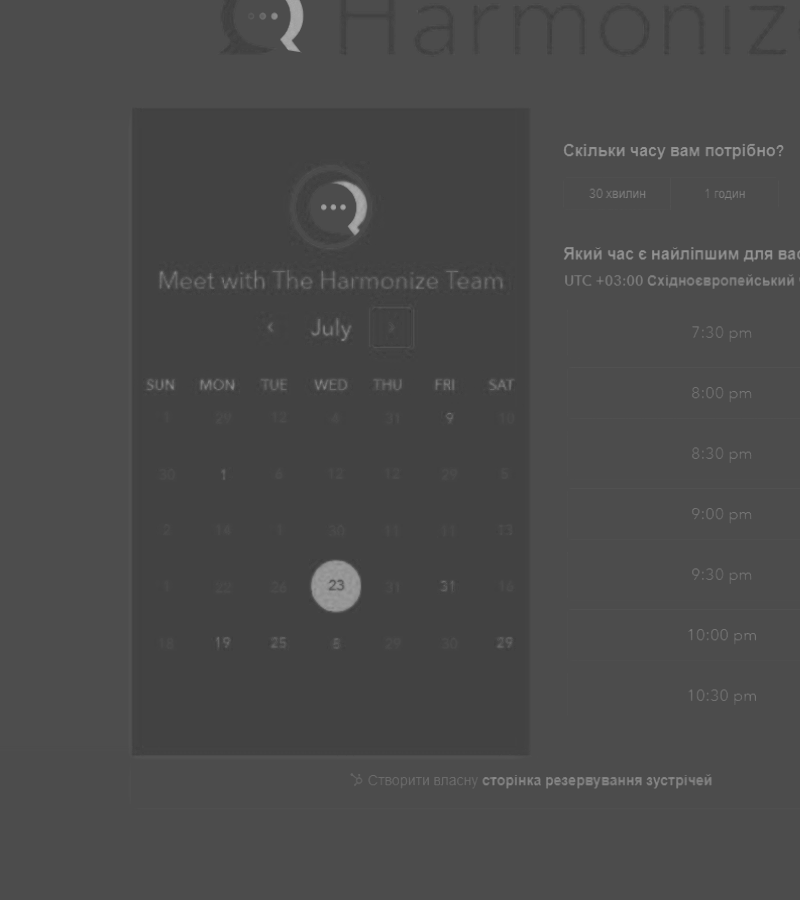 Harmoniz
Meet with The Harmonize Team
July
SUN MON TUE WED THU FRI SAT
1 29 12 4 31 9 10
30 1 6 12 12 29 5
2 14 1 30 11 11 13
1 22 26 23 31 31 16
18 19 25 8 29 30 29
Скільки часу вам потрібно?
30 хвилин 1 годин
Який час є найліпшим для вас
UTC +03:00 Східноєвропейський
7:30 pm
8:00 pm
8:30 pm
9:00 pm
9:30 pm
10:00 pm
10:30 pm
Створити власну сторінка резервування зустрічей